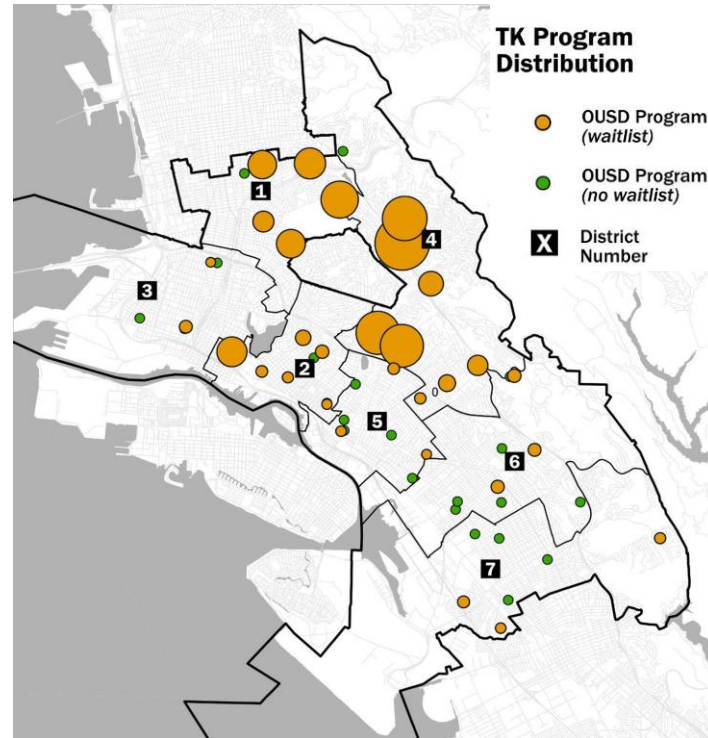 TK Program
Distribution
OUSD Program
(waitlist)
OUSD Program
(no waitlist)
X
District
Number
1
4
3
2
5
6
7